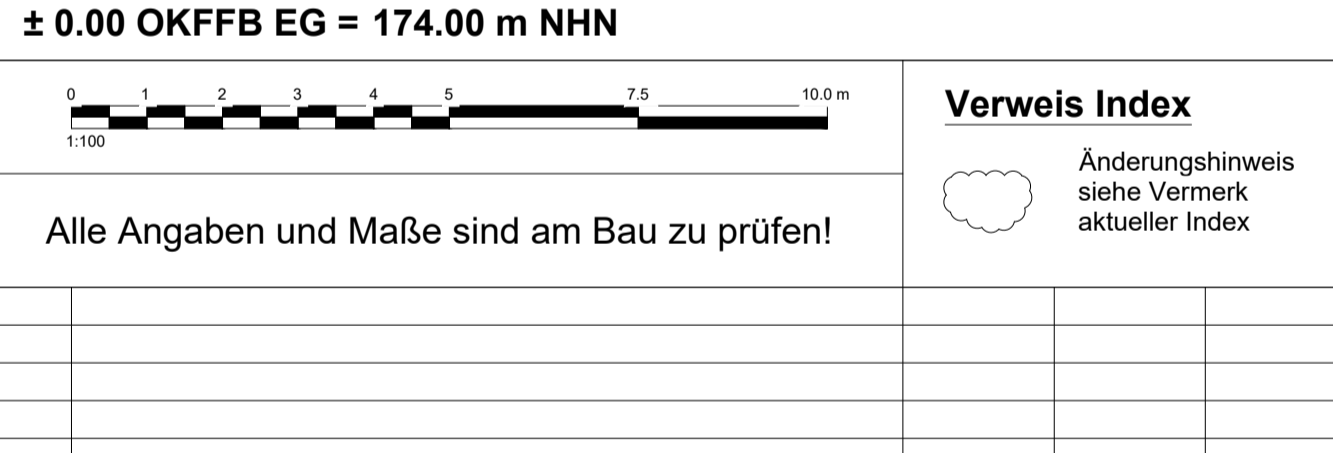 ± 0.00 OKFFB EG = 174.00 m NHN
0 1 2 3 4 5 7.5 10.0 m
1:100
Alle Angaben und Maße sind am Bau zu prüfen!
Verweis Index
Änderungshinweis
siehe Vermerk
aktueller Index